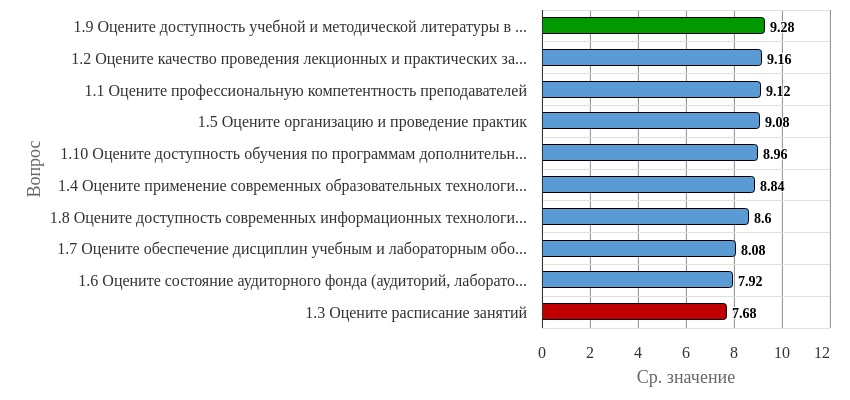 1.9 Оцените доступность учебной и методической литературы в ... 9.28
1.2 Оцените качество проведения лекционных и практических за... 9.16
1.1 Оцените профессиональную компетентность преподавателей 9.12
1.5 Оцените организацию и проведение практик 9.08
1.10 Оцените доступность обучения по программам дополнительн... 8.96
1.4 Оцените применение современных образовательных технологи... 8.84
1.8 Оцените доступность современных информационных технологи... 8.6
1.7 Оцените обеспечение дисциплин учебным и лабораторным обо... 8.08
1.6 Оцените состояние аудиторного фонда (аудиторий, лаборато... 7.92
1.3 Оцените расписание занятий 7.68
Вопрос
0 2 4 6 8 10 12
Ср. значение